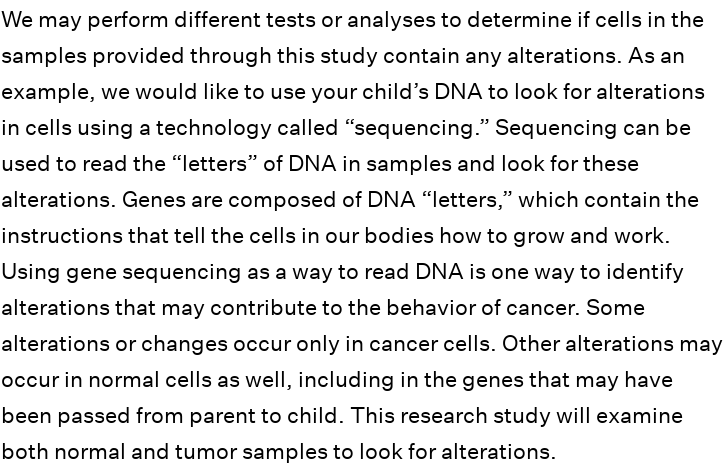 We may perform different tests or analyses to determine if cells in the
samples provided through this study contain any alterations. As an
example, we would like to use your child’s DNA to look for alterations
in cells using a technology called “sequencing.” Sequencing can be
used to read the “letters” of DNA in samples and look for these
alterations. Genes are composed of DNA “letters,” which contain the
instructions that tell the cells in our bodies how to grow and work.
Using gene sequencing as a way to read DNA is one way to identify
alterations that may contribute to the behavior of cancer. Some
alterations or changes occur only in cancer cells. Other alterations may
occur in normal cells as well, including in the genes that may have
been passed from parent to child. This research study will examine
both normal and tumor samples to look for alterations.